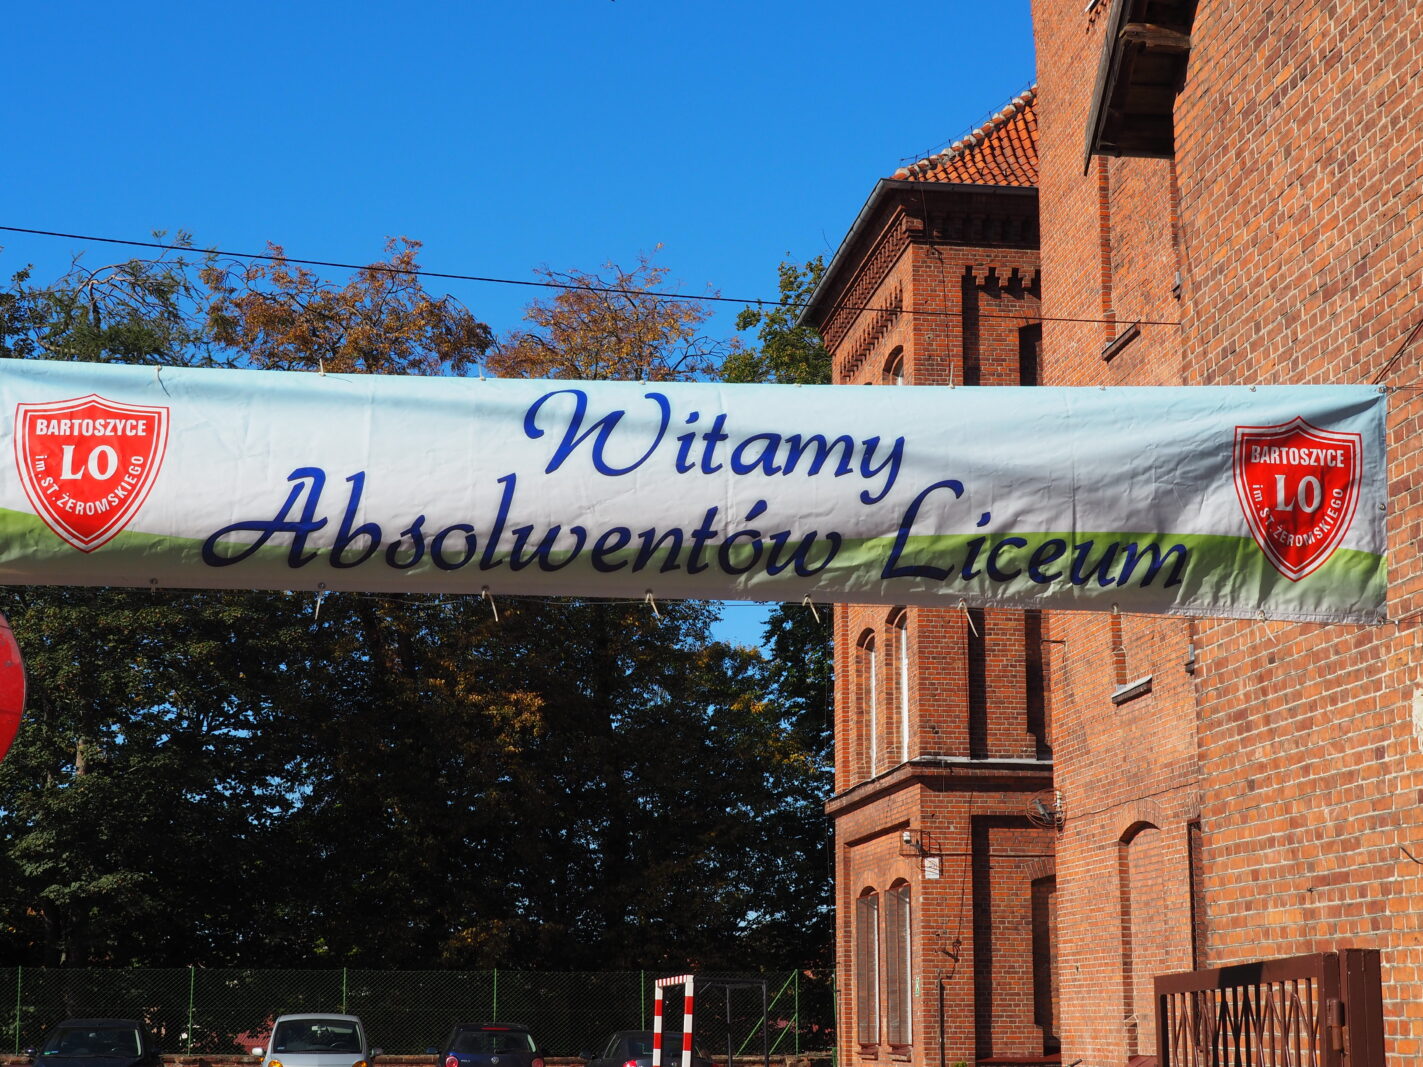 BARTOSZYCE
LO
im. ST. ŻEROMSKIEGO
Witamy
Absolwentów Liceum
BARTOSZYCE
LO
im. ST. ŻEROMSKIEGO